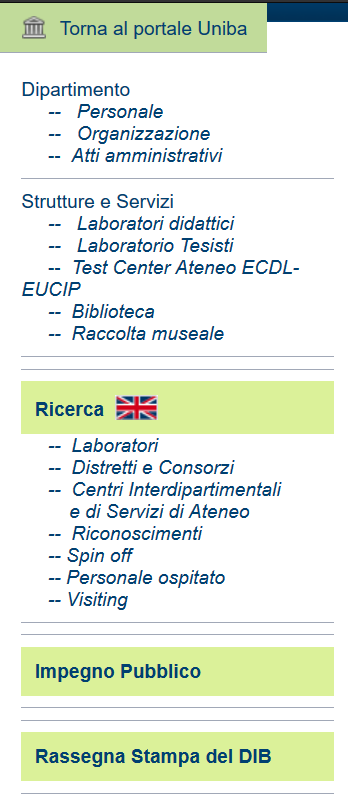 Torna al portale Uniba
Dipartimento
-- Personale
-- Organizzazione
-- Atti amministrativi
Strutture e Servizi
-- Laboratori didattici
-- Laboratorio Tesisti
-- Test Center Ateneo ECDL-
EUCIP
-- Biblioteca
-- Raccolta museale
Ricerca
-- Laboratori
-- Distretti e Consorzi
-- Centri Interdipartimentali
e di Servizi di Ateneo
-- Riconoscimenti
-- Spin off
-- Personale ospitato
-- Visiting
Impegno Pubblico
Rassegna Stampa del DIB